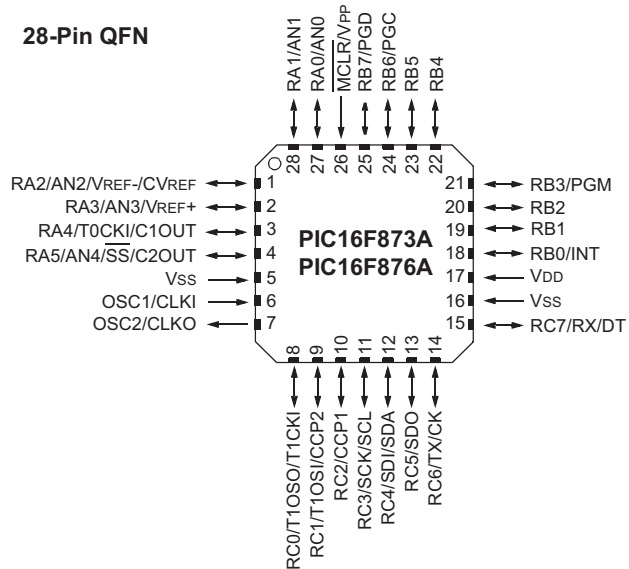 28-Pin QFN
RA1/AN1
RA0/AN0
MCLR/VPP
RB7/PGD
RB6/PGC
RB5
RB4
28
27
26
25
24
23
22
RA2/AN2/VREF-/CVREF
1
RA3/AN3/VREF+
2
RA4/T0CKI/C1OUT
3
RA5/AN4/SS/C2OUT
4
VSS
5
OSC1/CLKI
6
OSC2/CLKO
7
PIC16F873A
PIC16F876A
21
RB3/PGM
20
RB2
19
RB1
18
RB0/INT
17
VDD
16
VSS
15
RC7/RX/DT
8
9
10
11
12
13
14
RC0/T1OSO/T1CKI
RC1/T1OSI/CCP2
RC2/CCP1
RC3/SCK/SCL
RC4/SDI/SDA
RC5/SDO
RC6/TX/CK